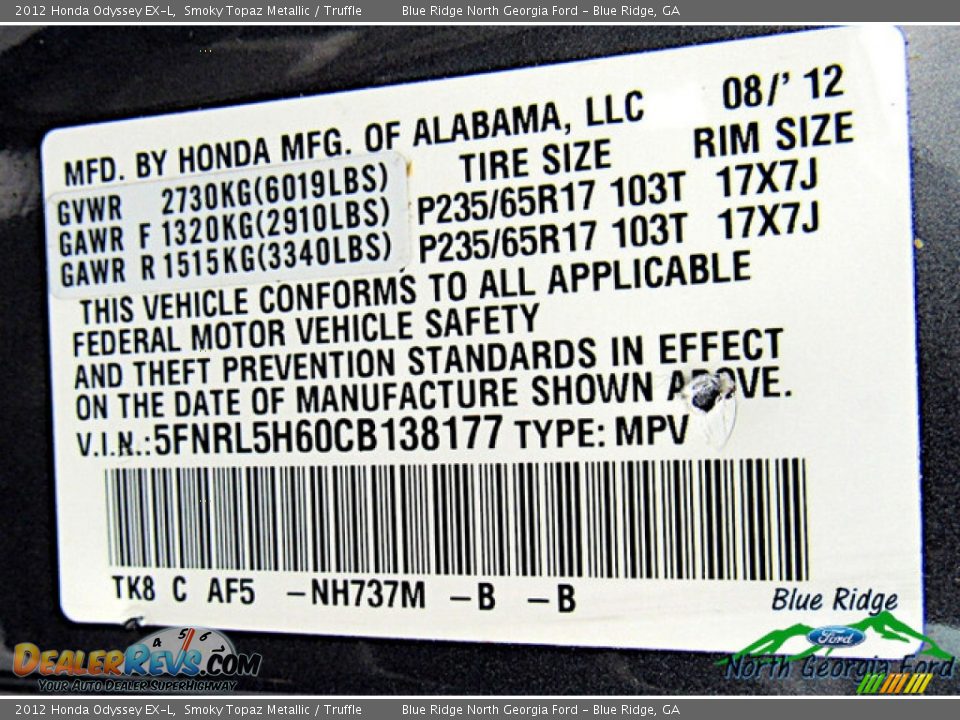 2012 Honda Odyssey EX-L, Smoky Topaz Metallic / Truffle Blue Ridge North Georgia Ford - Blue Ridge, GA
MFD. BY HONDA MFG. OF ALABAMA, LLC 08/' 12
TIRE SIZE RIM SIZE
GVWR 2730KG(6019LBS)
GAWR F 1320KG(2910LBS) P235/65R17 103T 17X7J
GAWR R 1515KG(3340LBS) P235/65R17 103T 17X7J
THIS VEHICLE CONFORMS TO ALL APPLICABLE
FEDERAL MOTOR VEHICLE SAFETY
AND THEFT PREVENTION STANDARDS IN EFFECT
ON THE DATE OF MANUFACTURE SHOWN ABOVE.
V.I.N.:5FNRL5H60CB138177 TYPE: MPV
TK8 C AF5 -NH737M -B -B
Blue Ridge
Ford
North Georgia Ford
4 5 6
DEALERREVS.COM
YOUR AUTO DEALER SUPERHIGHWAY
2012 Honda Odyssey EX-L, Smoky Topaz Metallic / Truffle Blue Ridge North Georgia Ford - Blue Ridge, GA